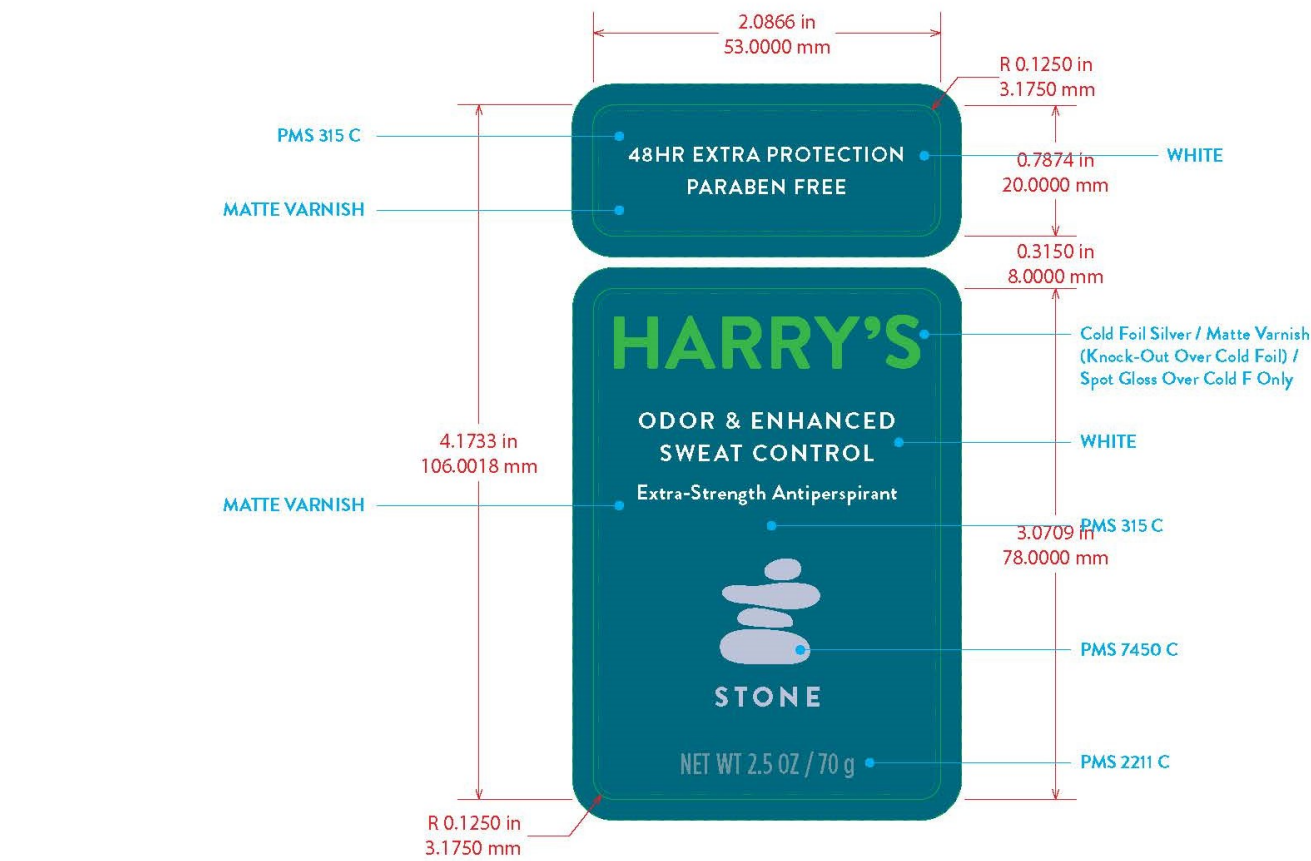 2.0866 in
53.0000 mm
R 0.1250 in
3.1750 mm
PMS 315 C
48HR EXTRA PROTECTION
PARABEN FREE
WHITE
0.7874 in
20.0000 mm
MATTE VARNISH
0.3150 in
8.0000 mm
HARRY'S
Cold Foil Silver / Matte Varnish
(Knock-Out Over Cold Foil) /
Spot Gloss Over Cold F Only
ODOR & ENHANCED
SWEAT CONTROL
WHITE
4.1733 in
106.0018 mm
Extra-Strength Antiperspirant
MATTE VARNISH
PMS 315 C
3.0709 in
78.0000 mm
PMS 7450 C
STONE
NET WT 2.5 OZ / 70 g
PMS 2211 C
R 0.1250 in
3.1750 mm